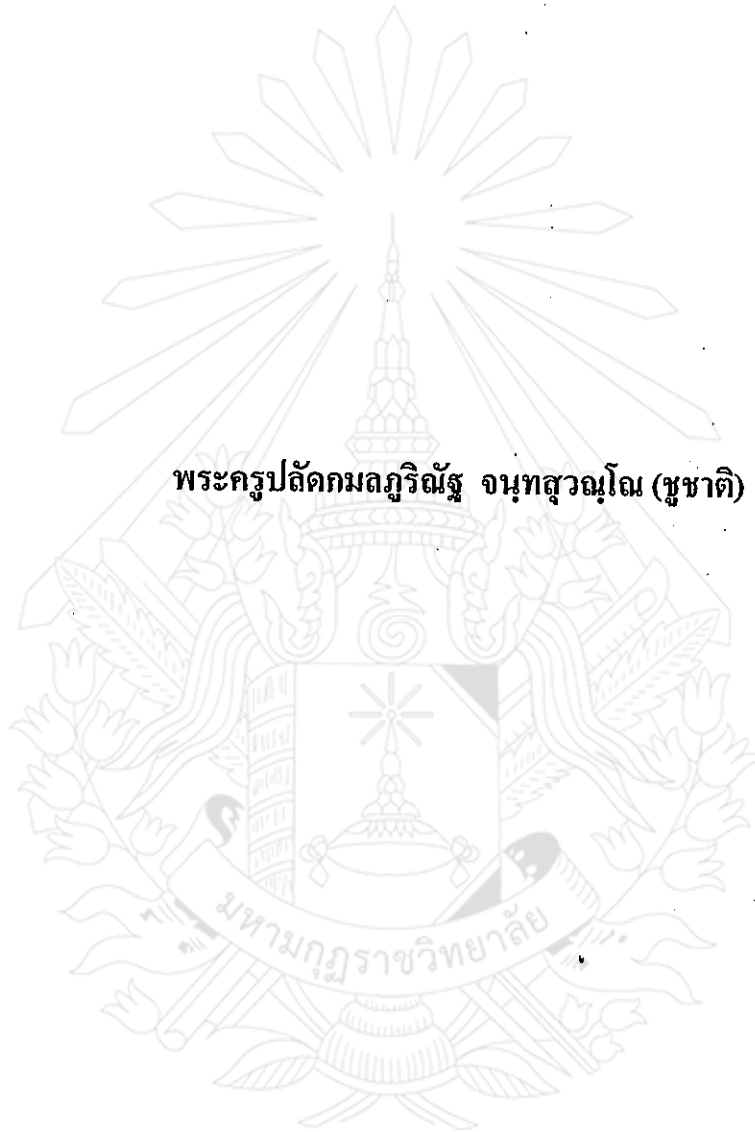 พระครูปลัดกมลภูริณัฐ จนฺทสุวณฺโณ (ชูชาติ)
มหามกุฏราชวิทยาลัย